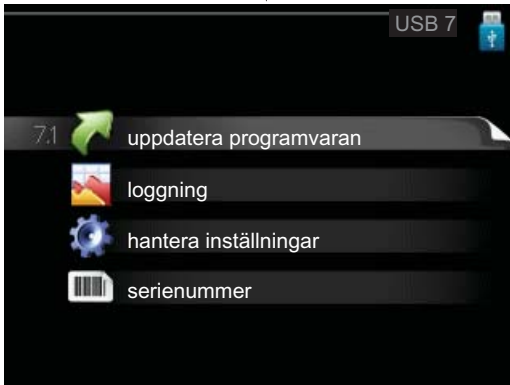 USB 7
7.1 uppdatera programvaran
loggning
hantera inställningar
serienummer